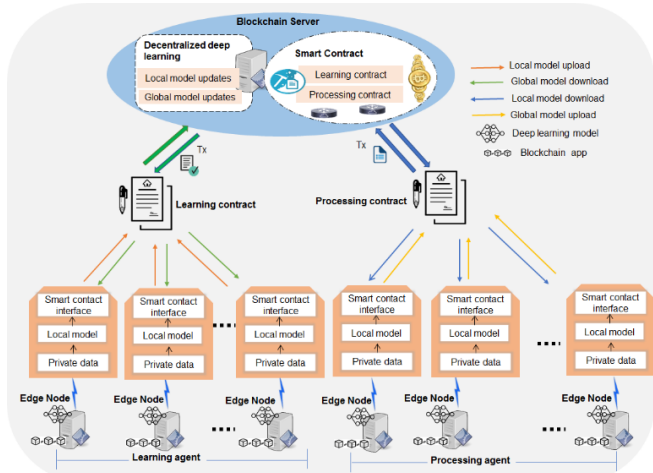 Blockchain Server
Decentralized deep
learning
Local model updates
Global model updates
Smart Contract
Learning contract
Processing contract
Local model upload
Global model download
Local model download
Global model upload
Deep learning model
Blockchain app
Tx
Tx
Learning contract
Processing contract
Smart contact
interface
Local model
Private data
Smart contact
interface
Local model
Private data
Smart contact
interface
Local model
Private data
Smart contact
interface
Local model
Private data
Smart contact
interface
Local model
Private data
Smart contact
interface
Local model
Private data
Edge Node
Edge Node
Edge Node
Edge Node
Edge Node
Edge Node
Learning agent
Processing agent